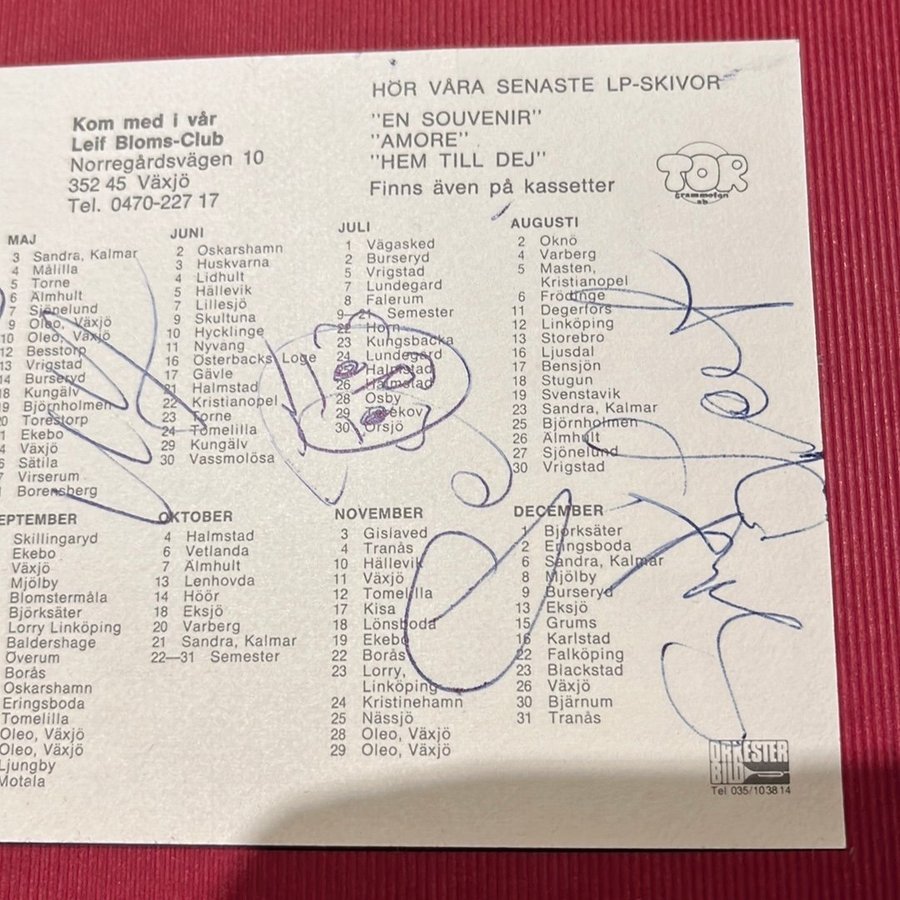 HÖR VÅRA SENASTE LP-SKIVOR
"EN SOUVENIR"
"AMORE"
"HEM TILL DEJ"
Finns även på kassetter
Kom med i vår
Leif Bloms-Club
Norregårdsvägen 10
352 45 Växjö
Tel. 0470-227 17
TOR
grammofon
ab
MAJ
3 Sandra, Kalmar
4 Målilla
5 Torne
6 Älmhult
7 Sjönelund
9 Oleo, Växjö
10 Oleo, Växjö
12 Besstorp
13 Vrigstad
14 Burseryd
18 Kungälv
19 Björnholmen
20 Torestorp
1 Ekebo
4 Växjö
6 Sätila
7 Virserum
Borensberg
JUNI
2 Oskarshamn
3 Huskvarna
4 Lidhult
5 Hällevik
7 Lillesjö
9 Skultuna
10 Hycklinge
11 Nyvang
16 Österbacks Loge
17 Gävle
21 Halmstad
22 Kristianopel
23 Torne
24 Tomelilla
29 Kungälv
30 Vassmolösa
JULI
1 Vägasked
2 Burseryd
5 Vrigstad
7 Lundegård
8 Falerum
9—21 Semester
22 Horn
23 Kungsbacka
24 Lundegård
Halmstad
26 Halmstad
28 Osby
29 Torekov
30 Orsjö
AUGUSTI
2 Oknö
4 Varberg
5 Masten,
Kristianopel
6 Frödinge
11 Degerfors
12 Linköping
13 Storebro
16 Ljusdal
17 Bensjön
18 Stugun
19 Svenstavik
23 Sandra, Kalmar
25 Björnholmen
26 Älmhult
27 Sjönelund
30 Vrigstad
EPTEMBER
Skillingaryd
Ekebo
Växjö
Mjölby
Blomstermåla
Björksäter
Lorry Linköping
Baldershage
Överum
Borås
Oskarshamn
Eringsboda
Tomelilla
Oleo, Växjö
Oleo, Växjö
Ljungby
Motala
OKTOBER
4 Halmstad
6 Vetlanda
7 Älmhult
13 Lenhovda
14 Höör
18 Eksjö
20 Varberg
21 Sandra, Kalmar
22—31 Semester
NOVEMBER
3 Gislaved
4 Tranås
10 Hällevik
11 Växjö
12 Tomelilla
17 Kisa
18 Lönsboda
19 Ekebo
22 Borås
23 Lorry,
Linköping
24 Kristinehamn
25 Nässjö
28 Oleo, Växjö
29 Oleo, Växjö
DECEMBER
1 Björksäter
2 Eringsboda
6 Sandra, Kalmar
8 Mjölby
9 Burseryd
13 Eksjö
15 Grums
16 Karlstad
22 Falköping
23 Blackstad
26 Växjö
30 Bjärnum
31 Tranås
ORKESTER
BILD
Tel 035/10 38 14